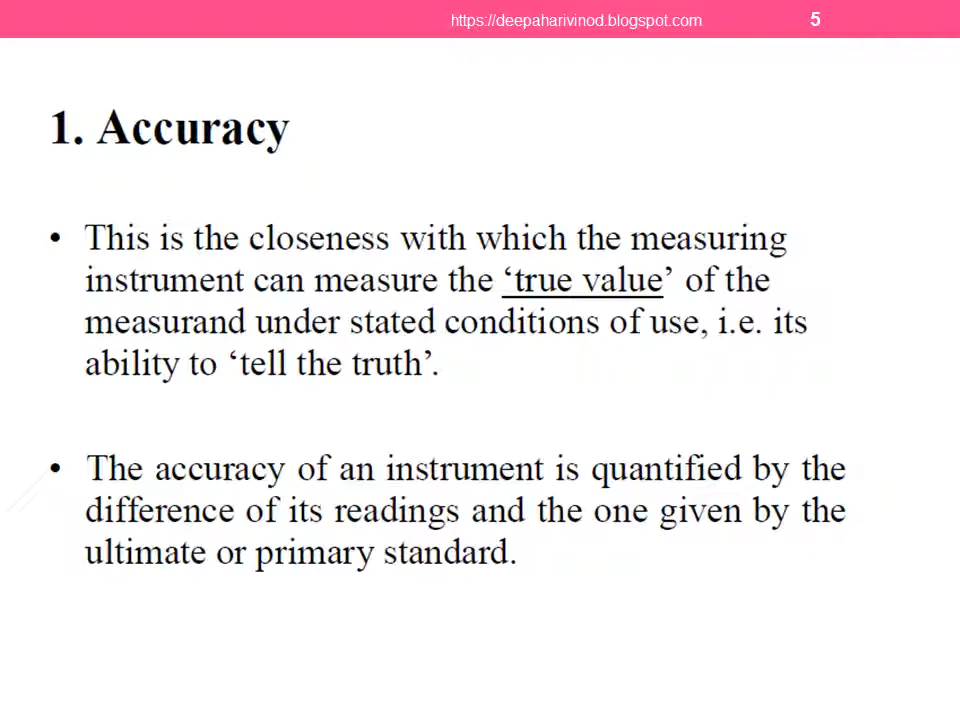 https://deepaharivinod.blogspot.com 5
1. Accuracy
• This is the closeness with which the measuring
instrument can measure the ‘true value’ of the
measurand under stated conditions of use, i.e. its
ability to ‘tell the truth’.
• The accuracy of an instrument is quantified by the
difference of its readings and the one given by the
ultimate or primary standard.